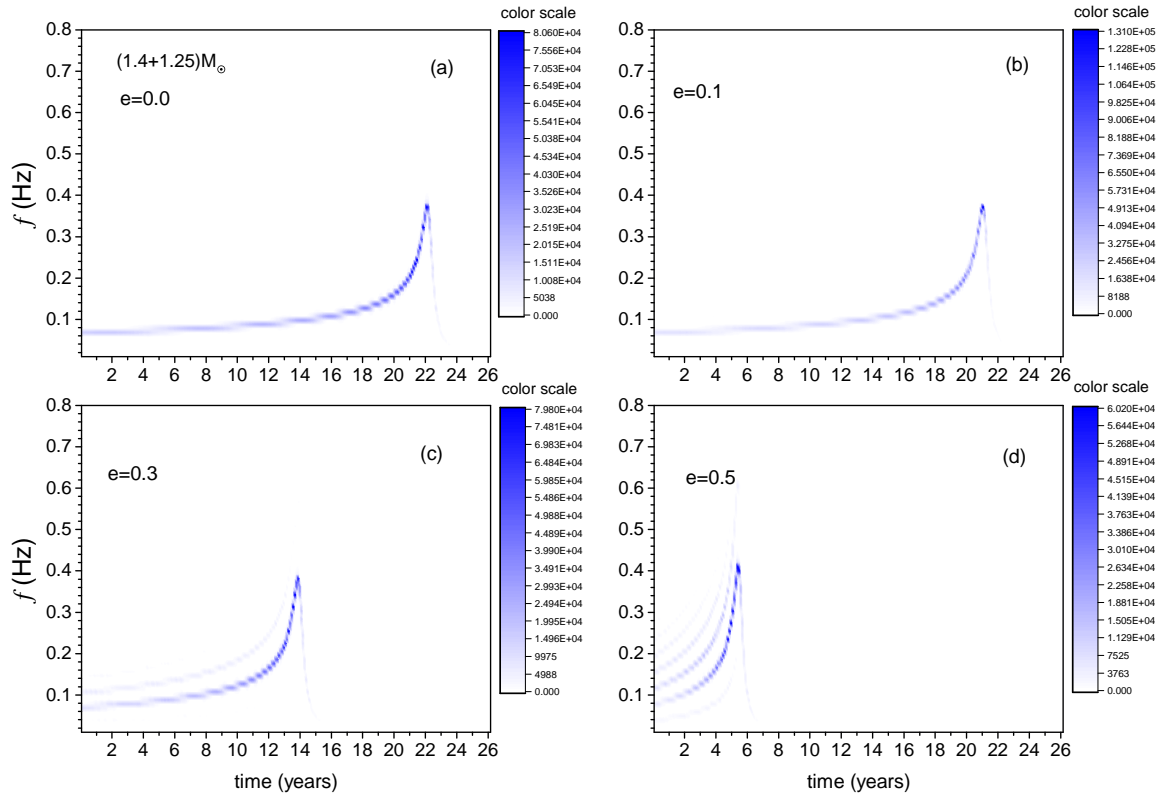 color scale
8.060E+04
7.556E+04
7.053E+04
6.549E+04
6.045E+04
5.541E+04
5.038E+04
4.534E+04
4.030E+04
3.526E+04
3.023E+04
2.519E+04
2.015E+04
1.511E+04
1.008E+04
5038
0.000
(1.4+1.25)M☉
e=0.0
(a)
f (Hz)
0.8
0.7
0.6
0.5
0.4
0.3
0.2
0.1
2 4 6 8 10 12 14 16 18 20 22 24 26
color scale
1.310E+05
1.228E+05
1.146E+05
1.064E+05
9.825E+04
9.006E+04
8.188E+04
7.369E+04
6.550E+04
5.731E+04
4.913E+04
4.094E+04
3.275E+04
2.456E+04
1.638E+04
8188
0.000
e=0.1
(b)
0.8
0.7
0.6
0.5
0.4
0.3
0.2
0.1
2 4 6 8 10 12 14 16 18 20 22 24 26
color scale
7.980E+04
7.481E+04
6.983E+04
6.484E+04
5.985E+04
5.486E+04
4.988E+04
4.489E+04
3.990E+04
3.491E+04
2.993E+04
2.494E+04
1.995E+04
1.496E+04
9975
4988
0.000
e=0.3
(c)
f (Hz)
0.8
0.7
0.6
0.5
0.4
0.3
0.2
0.1
2 4 6 8 10 12 14 16 18 20 22 24 26
time (years)
color scale
6.020E+04
5.644E+04
5.268E+04
4.891E+04
4.515E+04
4.139E+04
3.763E+04
3.386E+04
3.010E+04
2.634E+04
2.258E+04
1.881E+04
1.505E+04
1.129E+04
7525
3763
0.000
e=0.5
(d)
0.8
0.7
0.6
0.5
0.4
0.3
0.2
0.1
2 4 6 8 10 12 14 16 18 20 22 24 26
time (years)